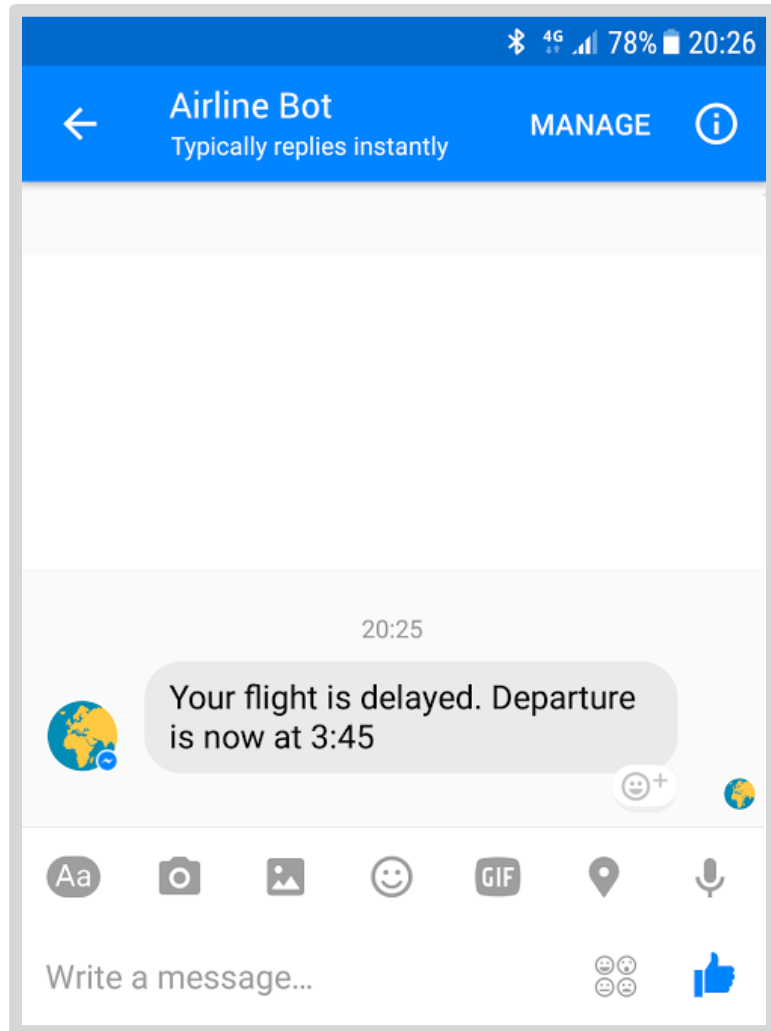 4G 78% 20:26
Airline Bot MANAGE
Typically replies instantly
20:25
Your flight is delayed. Departure
is now at 3:45
Aa GIF
Write a message...